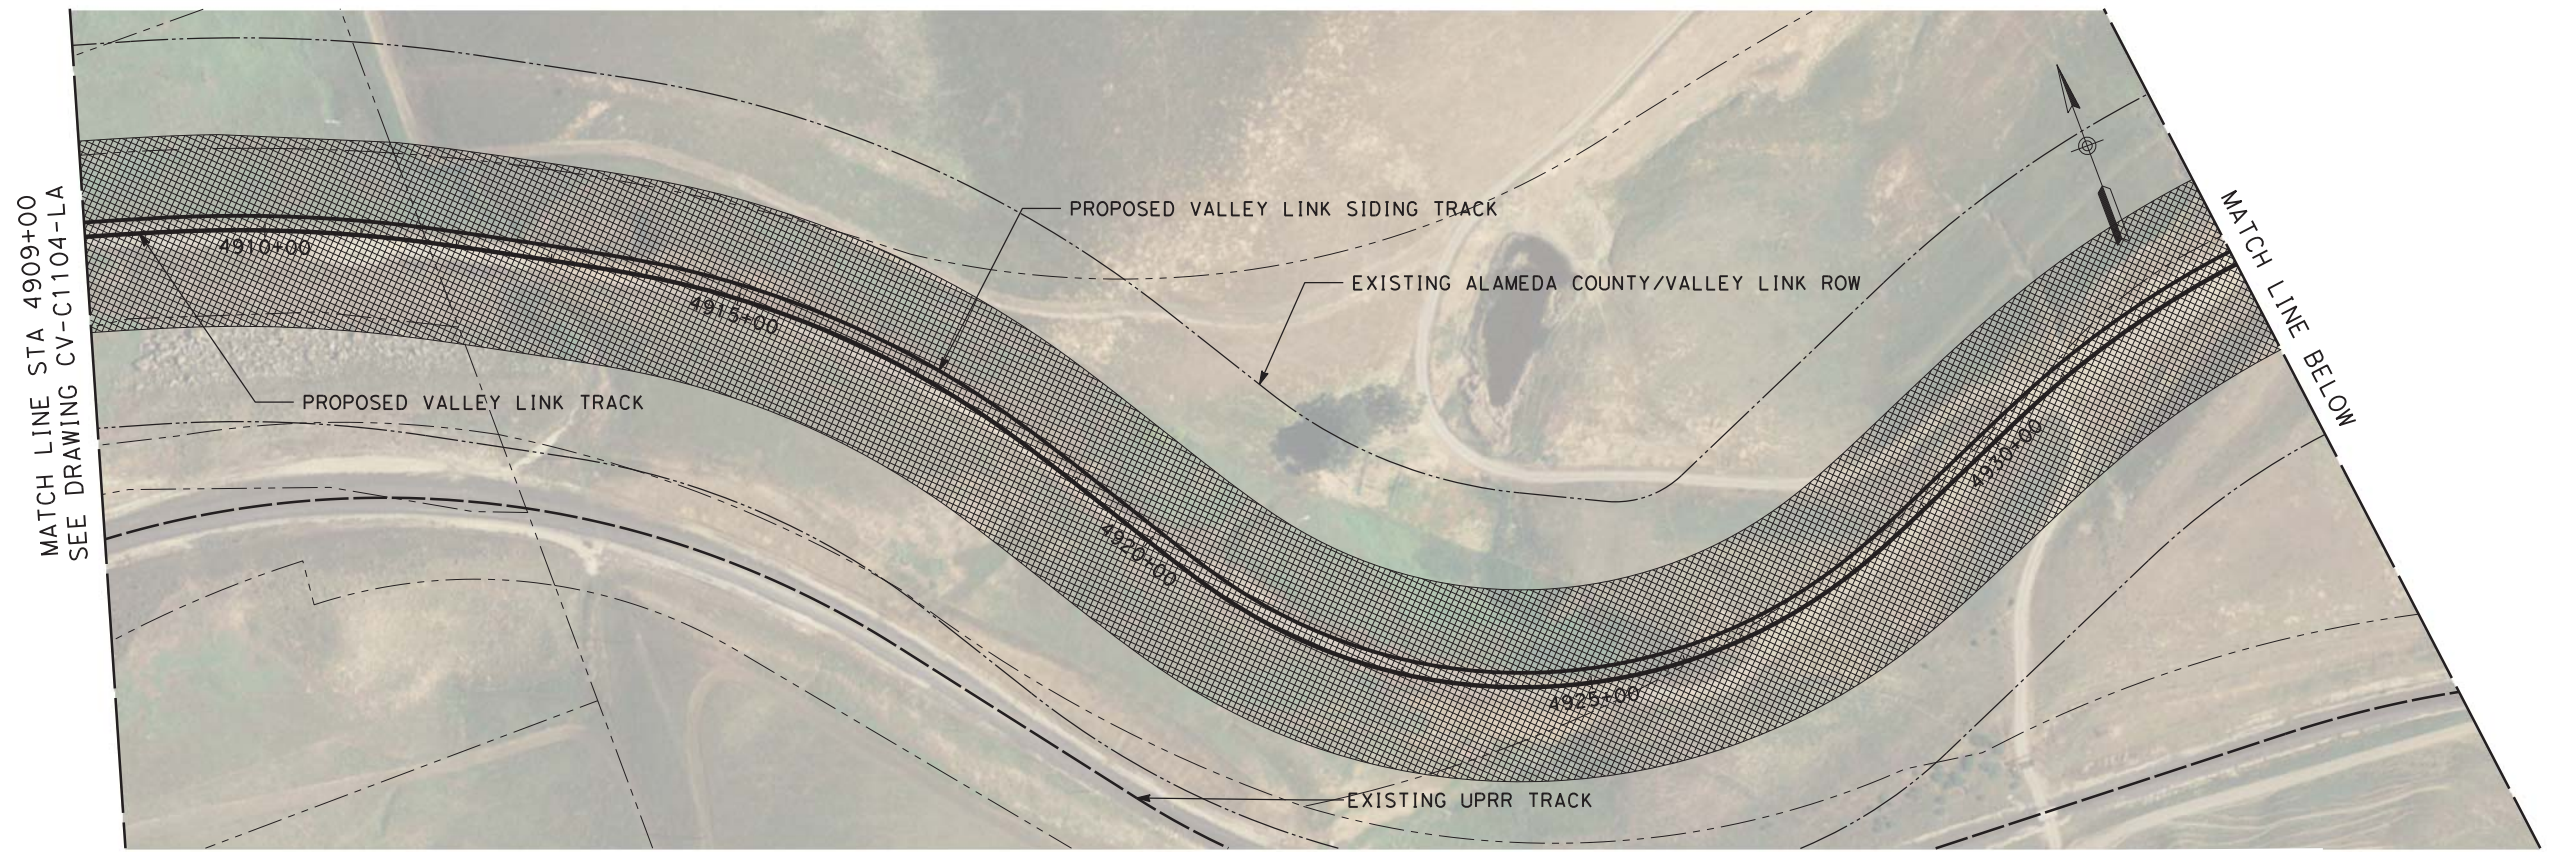 MATCH LINE STA 4909+00
SEE DRAWING CV-C1104-LA
4910+00
PROPOSED VALLEY LINK TRACK
4915+00
PROPOSED VALLEY LINK SIDING TRACK
EXISTING ALAMEDA COUNTY/VALLEY LINK ROW
4920+00
4925+00
EXISTING UPRR TRACK
4930+00
MATCH LINE BELOW